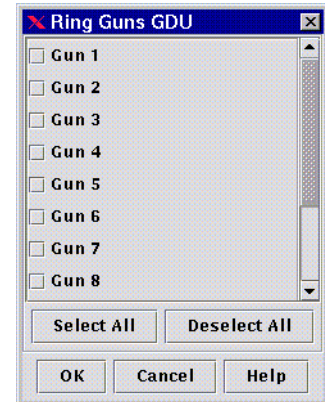 Ring Guns GDU
Gun 1
Gun 2
Gun 3
Gun 4
Gun 5
Gun 6
Gun 7
Gun 8
Select All Deselect All
OK Cancel Help